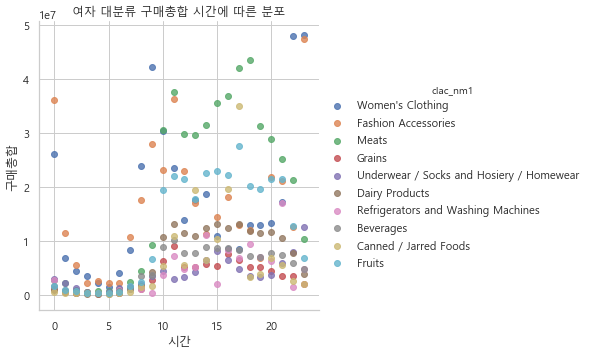 여자 대분류 구매총합 시간에 따른 분포
1e7
5
4
3
2
1
0
구매총합
0
5
10
15
20
시간
clac_nm1
Women's Clothing
Fashion Accessories
Meats
Grains
Underwear / Socks and Hosiery / Homewear
Dairy Products
Refrigerators and Washing Machines
Beverages
Canned / Jarred Foods
Fruits